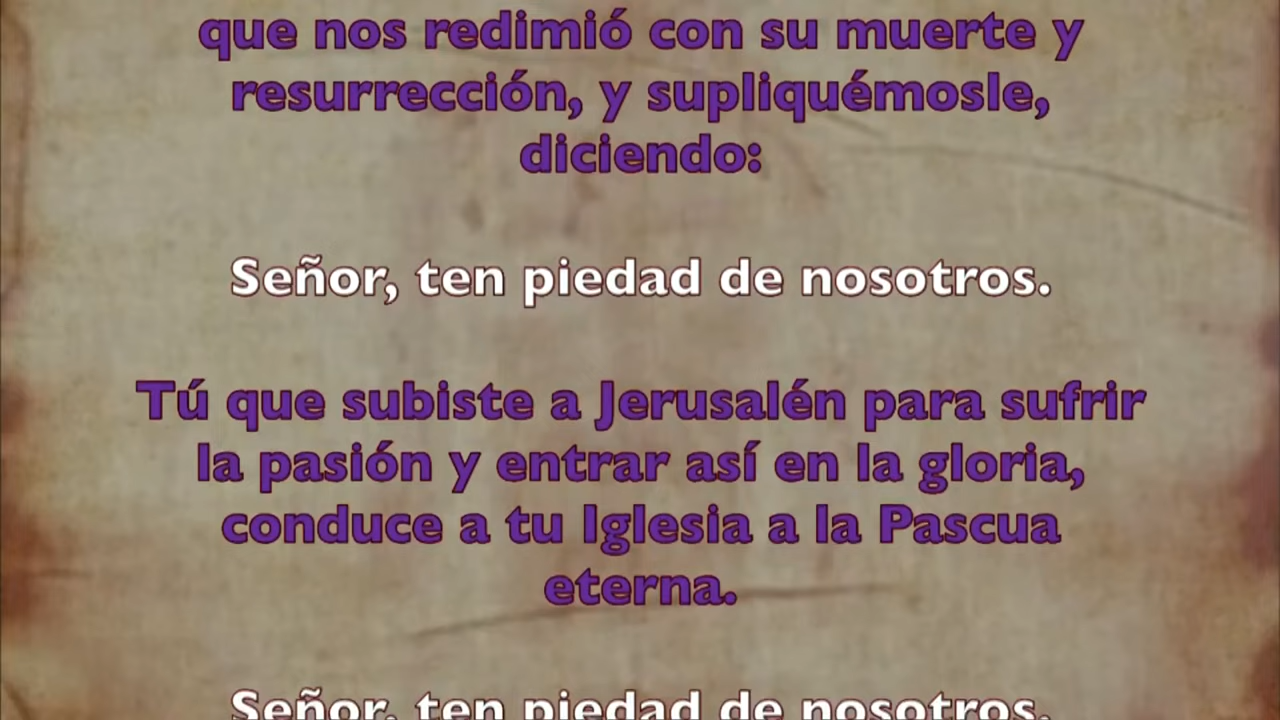 que nos redimió con su muerte y
resurrección, y supliquémosle,
diciendo:
Señor, ten piedad de nosotros.
Tú que subiste a Jerusalén para sufrir
la pasión y entrar así en la gloria,
conduce a tu Iglesia a la Pascua
eterna.
Señor, ten piedad de nosotros.